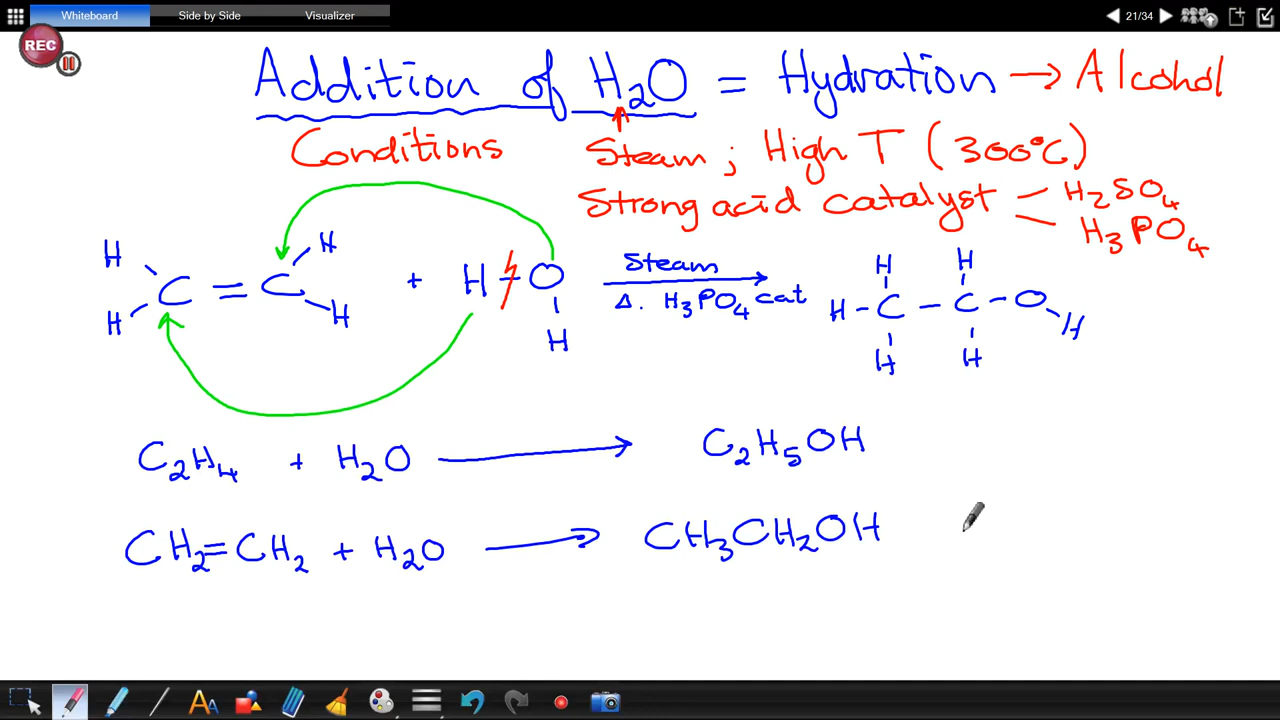 Whiteboard Side by Side Visualizer 21/34
REC
Addition of H2O = Hydration → Alcohol
Conditions Steam ; High T (300°C)
Strong acid catalyst H2SO4
H3PO4
H H H H
C = C + H - O Steam H - C - C - O
H H H Δ. H3PO4 cat H H H
C2H4 + H2O → C2H5OH
CH2=CH2 + H2O → CH3CH2OH